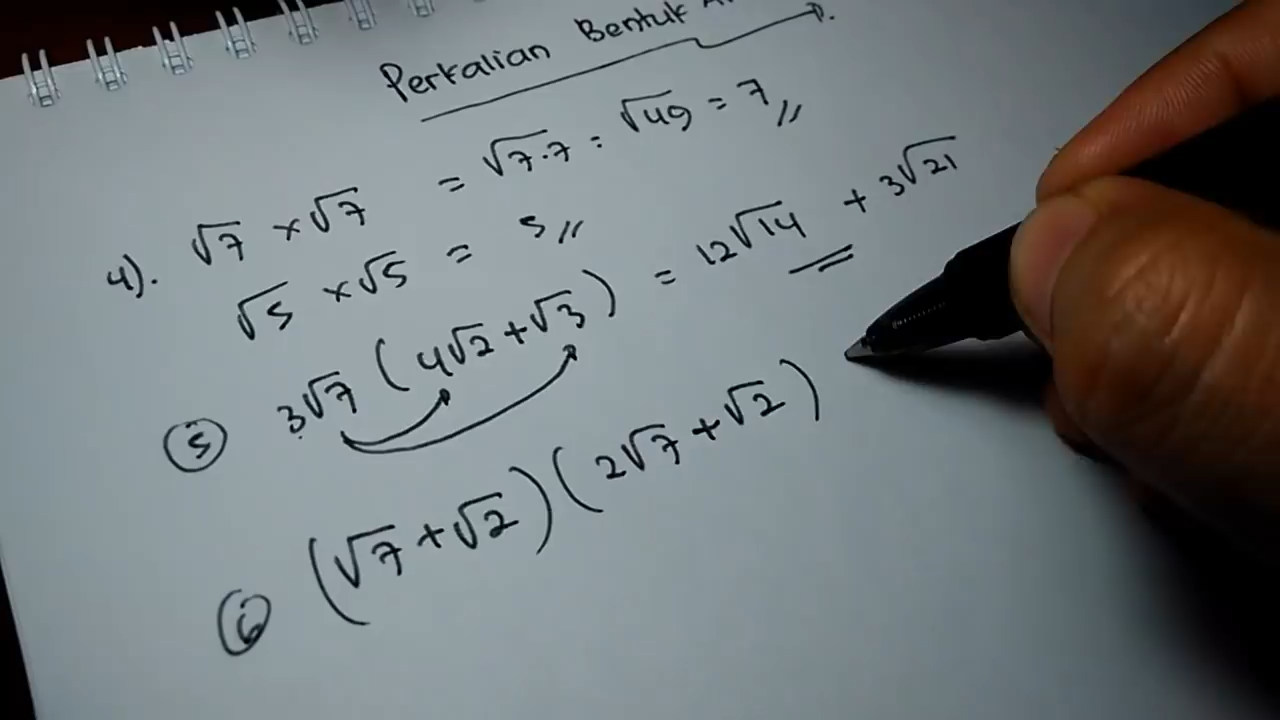 Perkalian Bentuk
4). √7 × √7 = √7.7 = √49 = 7 //
√5 × √5 = 5 //
5 3√7 (4√2 + √3) = 12√14 + 3√21
6 (√7 + √2)(2√7 + √2)